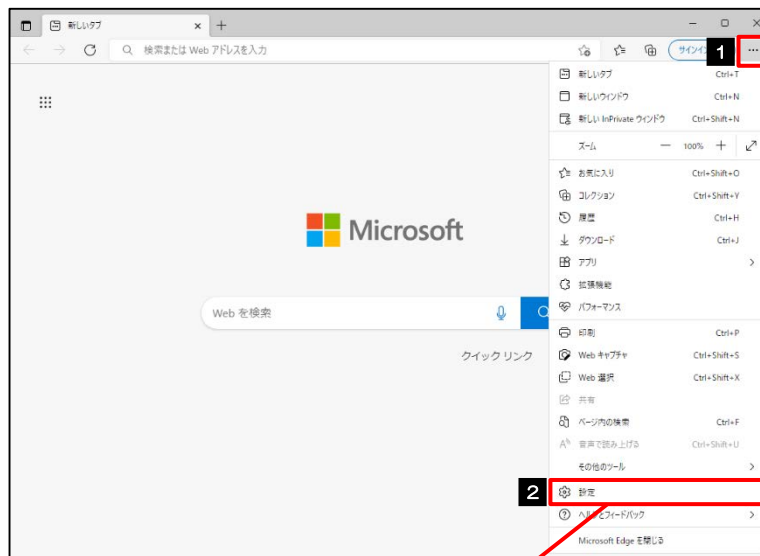 新しいタブ
検索または Web アドレスを入力
1
新しいタブ Ctrl+T
新しいウィンドウ Ctrl+N
新しい InPrivate ウィンドウ Ctrl+Shift+N
ズーム 100%
お気に入り Ctrl+Shift+O
コレクション Ctrl+Shift+Y
履歴 Ctrl+H
ダウンロード Ctrl+J
アプリ
拡張機能
パフォーマンス
印刷 Ctrl+P
Web キャプチャ Ctrl+Shift+S
Web 選択 Ctrl+Shift+X
共有
ページ内の検索 Ctrl+F
音声で読み上げる Ctrl+Shift+U
その他のツール
2 設定
ヘルプとフィードバック
Microsoft Edge を閉じる
Microsoft
Web を検索
クイック リンク